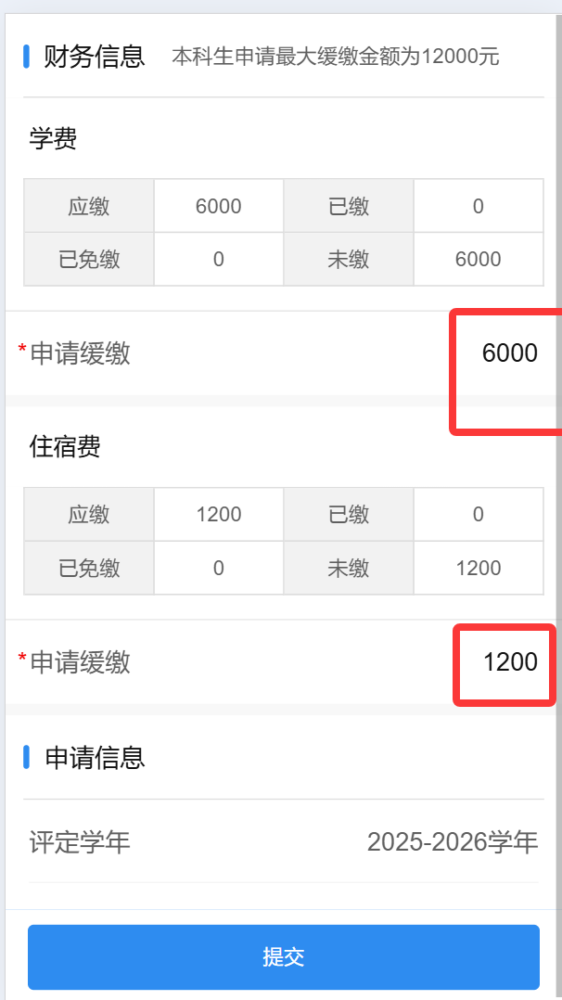 财务信息 本科生申请最大缓缴金额为12000元
学费
应缴 6000 已缴 0
已免缴 0 未缴 6000
*申请缓缴 6000
住宿费
应缴 1200 已缴 0
已免缴 0 未缴 1200
*申请缓缴 1200
申请信息
评定学年 2025-2026学年
提交